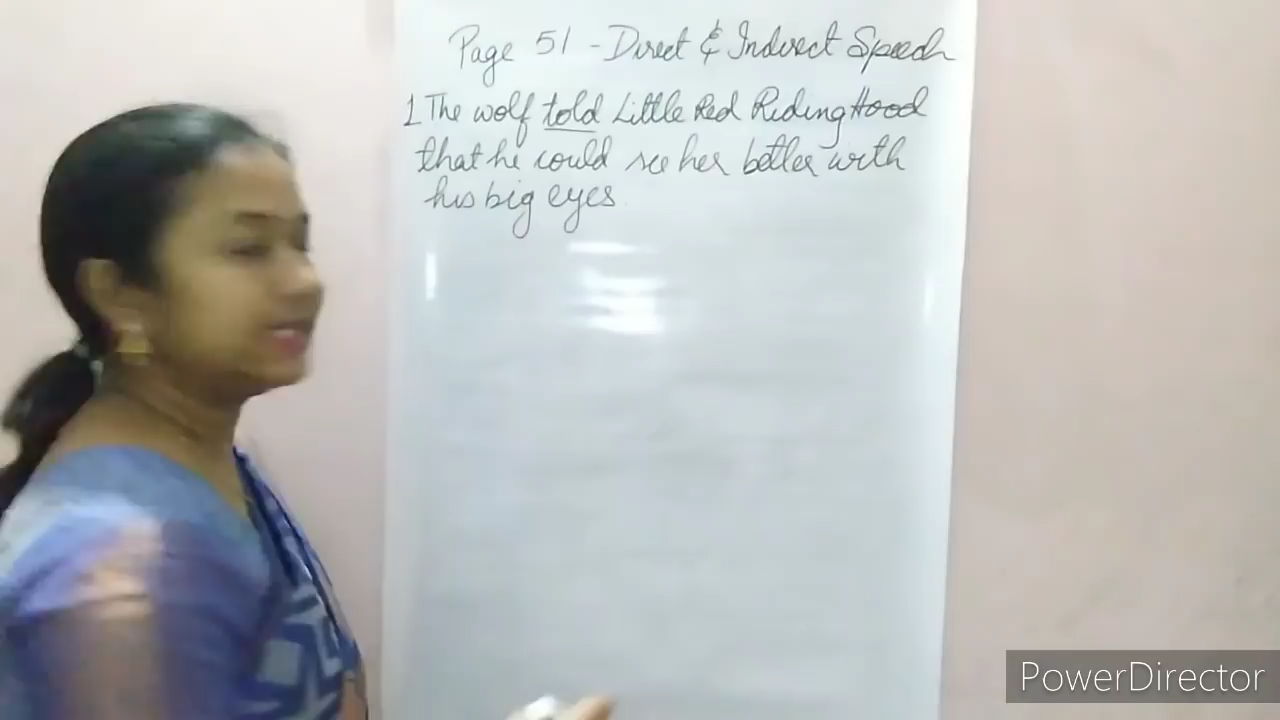 Page 51 - Direct & Indirect Speech
1 The wolf told Little Red Riding Hood
that he could see her better with
his big eyes
PowerDirector